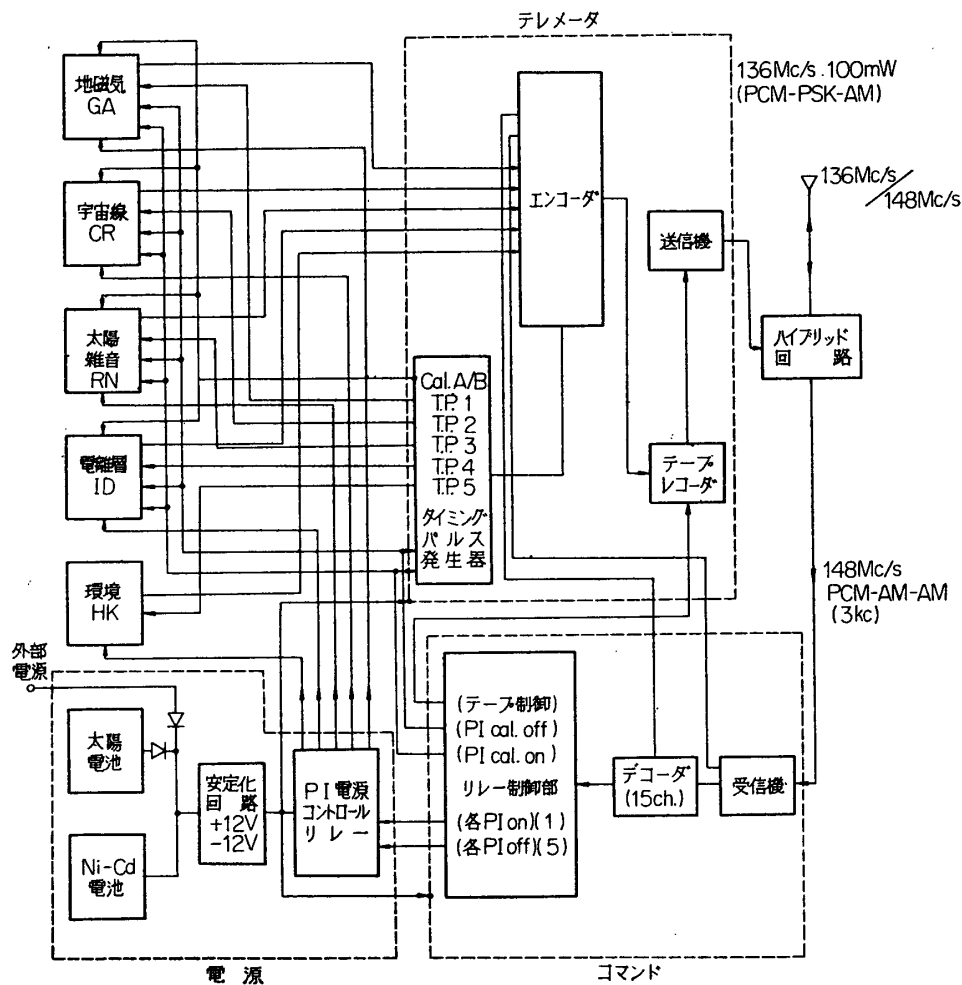 テレメータ
地磁気
GA
宇宙線
CR
太陽
雑音
RN
電離層
ID
環境
HK
外部
電源
太陽
電池
Ni-Cd
電池
安定化
回路
+12V
-12V
PI電源
コントロール
リレー
電源
エンコーダ
Cal. A/B
T.P. 1
T.P. 2
T.P. 3
T.P. 4
T.P. 5
タイミング
パルス
発生器
送信機
テープ
レコーダ
136Mc/s.100mW
(PCM-PSK-AM)
136Mc/s/
148Mc/s
ハイブリッド
回路
148Mc/s
PCM-AM-AM
(3kc)
(テープ制御)
(PI cal. off)
(PI cal. on)
リレー制御部
(各PI on)(1)
(各PI off)(5)
デコーダ
(15ch.)
受信機
コマンド